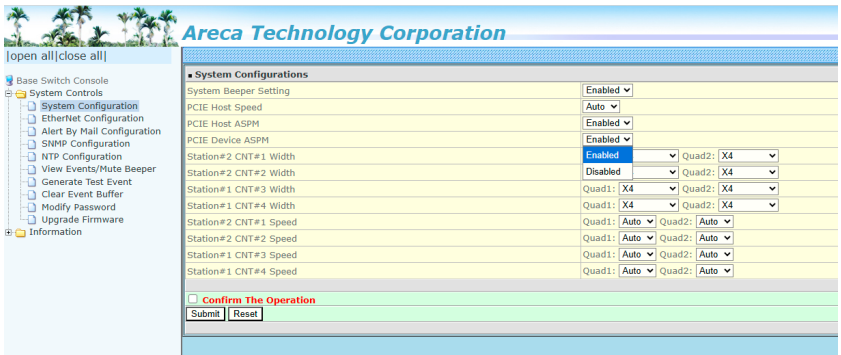 Areca Technology Corporation
|open all|close all|
Base Switch Console
System Controls
System Configuration
EtherNet Configuration
Alert By Mail Configuration
SNMP Configuration
NTP Configuration
View Events/Mute Beeper
Generate Test Event
Clear Event Buffer
Modify Password
Upgrade Firmware
Information
System Configurations
System Beeper Setting Enabled
PCIE Host Speed Auto
PCIE Host ASPM Enabled
PCIE Device ASPM Enabled
Enabled
Disabled
Station#2 CNT#1 Width Quad2: X4
Station#2 CNT#2 Width Quad2: X4
Station#1 CNT#3 Width Quad1: X4 Quad2: X4
Station#1 CNT#4 Width Quad1: X4 Quad2: X4
Station#2 CNT#1 Speed Quad1: Auto Quad2: Auto
Station#2 CNT#2 Speed Quad1: Auto Quad2: Auto
Station#1 CNT#3 Speed Quad1: Auto Quad2: Auto
Station#1 CNT#4 Speed Quad1: Auto Quad2: Auto
Confirm The Operation
Submit Reset